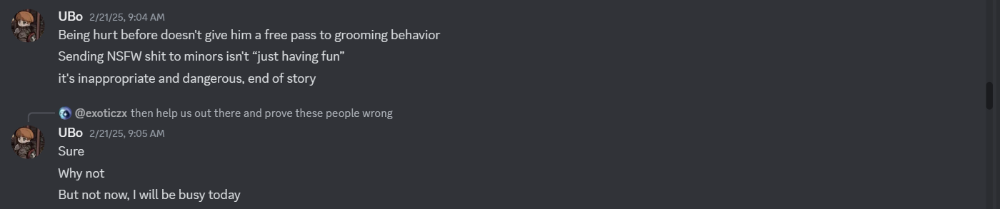 UBo 2/21/25, 9:04 AM
Being hurt before doesn't give him a free pass to grooming behavior
Sending NSFW shit to minors isn't “just having fun”
it's inappropriate and dangerous, end of story
@exoticzx then help us out there and prove these people wrong
UBo 2/21/25, 9:05 AM
Sure
Why not
But not now, I will be busy today